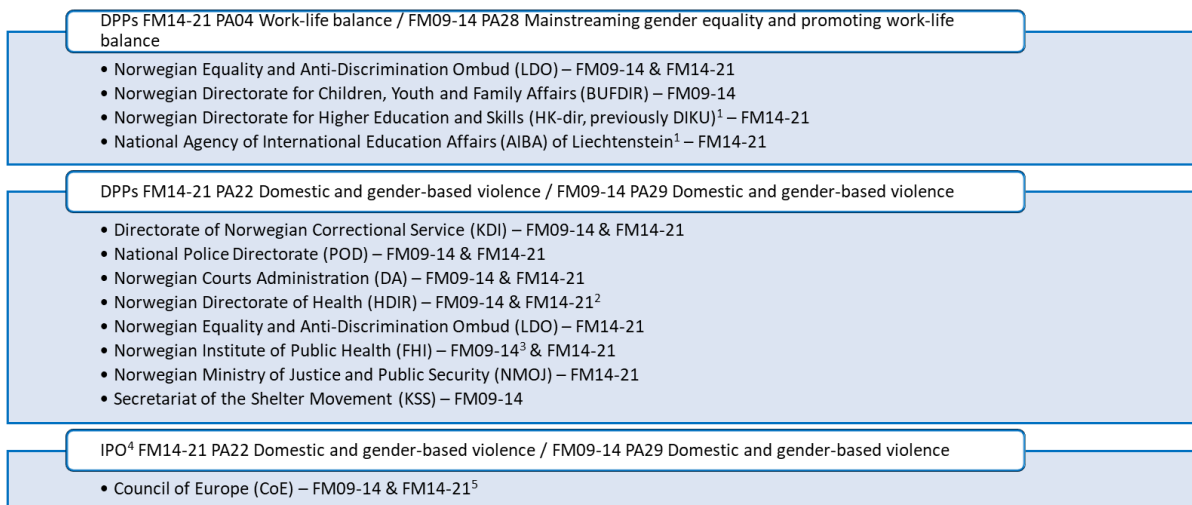 DPPs FM14-21 PA04 Work-life balance / FM09-14 PA28 Mainstreaming gender equality and promoting work-life
balance
• Norwegian Equality and Anti-Discrimination Ombud (LDO) – FM09-14 & FM14-21
• Norwegian Directorate for Children, Youth and Family Affairs (BUFDIR) – FM09-14
• Norwegian Directorate for Higher Education and Skills (HK-dir, previously DIKU)¹ – FM14-21
• National Agency of International Education Affairs (AIBA) of Liechtenstein¹ – FM14-21
DPPs FM14-21 PA22 Domestic and gender-based violence / FM09-14 PA29 Domestic and gender-based violence
• Directorate of Norwegian Correctional Service (KDI) – FM09-14 & FM14-21
• National Police Directorate (POD) – FM09-14 & FM14-21
• Norwegian Courts Administration (DA) – FM09-14 & FM14-21
• Norwegian Directorate of Health (HDIR) – FM09-14 & FM14-21²
• Norwegian Equality and Anti-Discrimination Ombud (LDO) – FM14-21
• Norwegian Institute of Public Health (FHI) – FM09-14³ & FM14-21
• Norwegian Ministry of Justice and Public Security (NMOJ) – FM14-21
• Secretariat of the Shelter Movement (KSS) – FM09-14
IPO⁴ FM14-21 PA22 Domestic and gender-based violence / FM09-14 PA29 Domestic and gender-based violence
• Council of Europe (CoE) – FM09-14 & FM14-21⁵